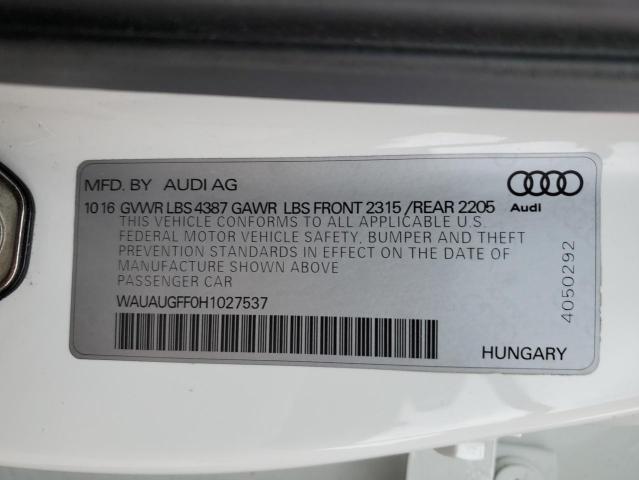 MFD. BY AUDI AG
10 16 GVWR LBS 4387 GAWR LBS FRONT 2315 / REAR 2205
Audi
THIS VEHICLE CONFORMS TO ALL APPLICABLE U.S.
FEDERAL MOTOR VEHICLE SAFETY, BUMPER AND THEFT
PREVENTION STANDARDS IN EFFECT ON THE DATE OF
MANUFACTURE SHOWN ABOVE
PASSENGER CAR
WAUAUGFF0H1027537
HUNGARY
4050292